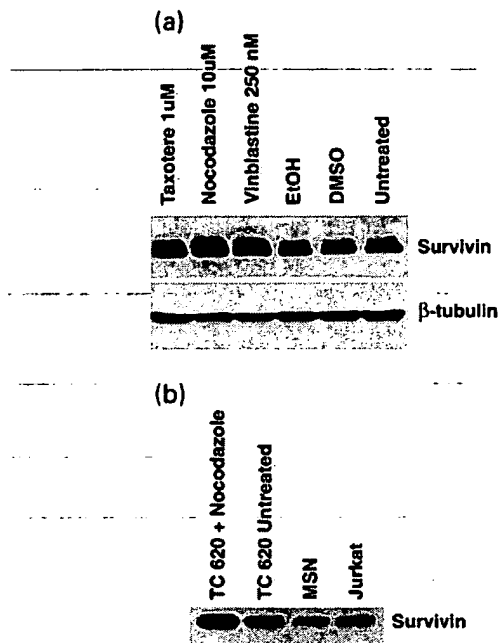 (a)
Taxotere 1uM
Nocodazole 10uM
Vinblastine 250 nM
EtOH
DMSO
Untreated
Survivin
β-tubulin
(b)
TC 620 + Nocodazole
TC 620 Untreated
MSN
Jurkat
Survivin